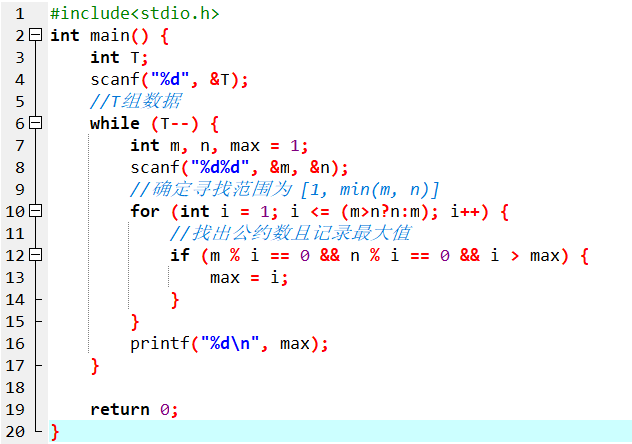 1 #include<stdio.h>
2 int main() {
3 int T;
4 scanf("%d", &T);
5 //T组数据
6 while (T--) {
7 int m, n, max = 1;
8 scanf("%d%d", &m, &n);
9 //确定寻找范围为 [1, min(m, n)]
10 for (int i = 1; i <= (m>n?n:m); i++) {
11 //找出公约数且记录最大值
12 if (m % i == 0 && n % i == 0 && i > max) {
13 max = i;
14 }
15 }
16 printf("%d\n", max);
17 }
18
19 return 0;
20 }